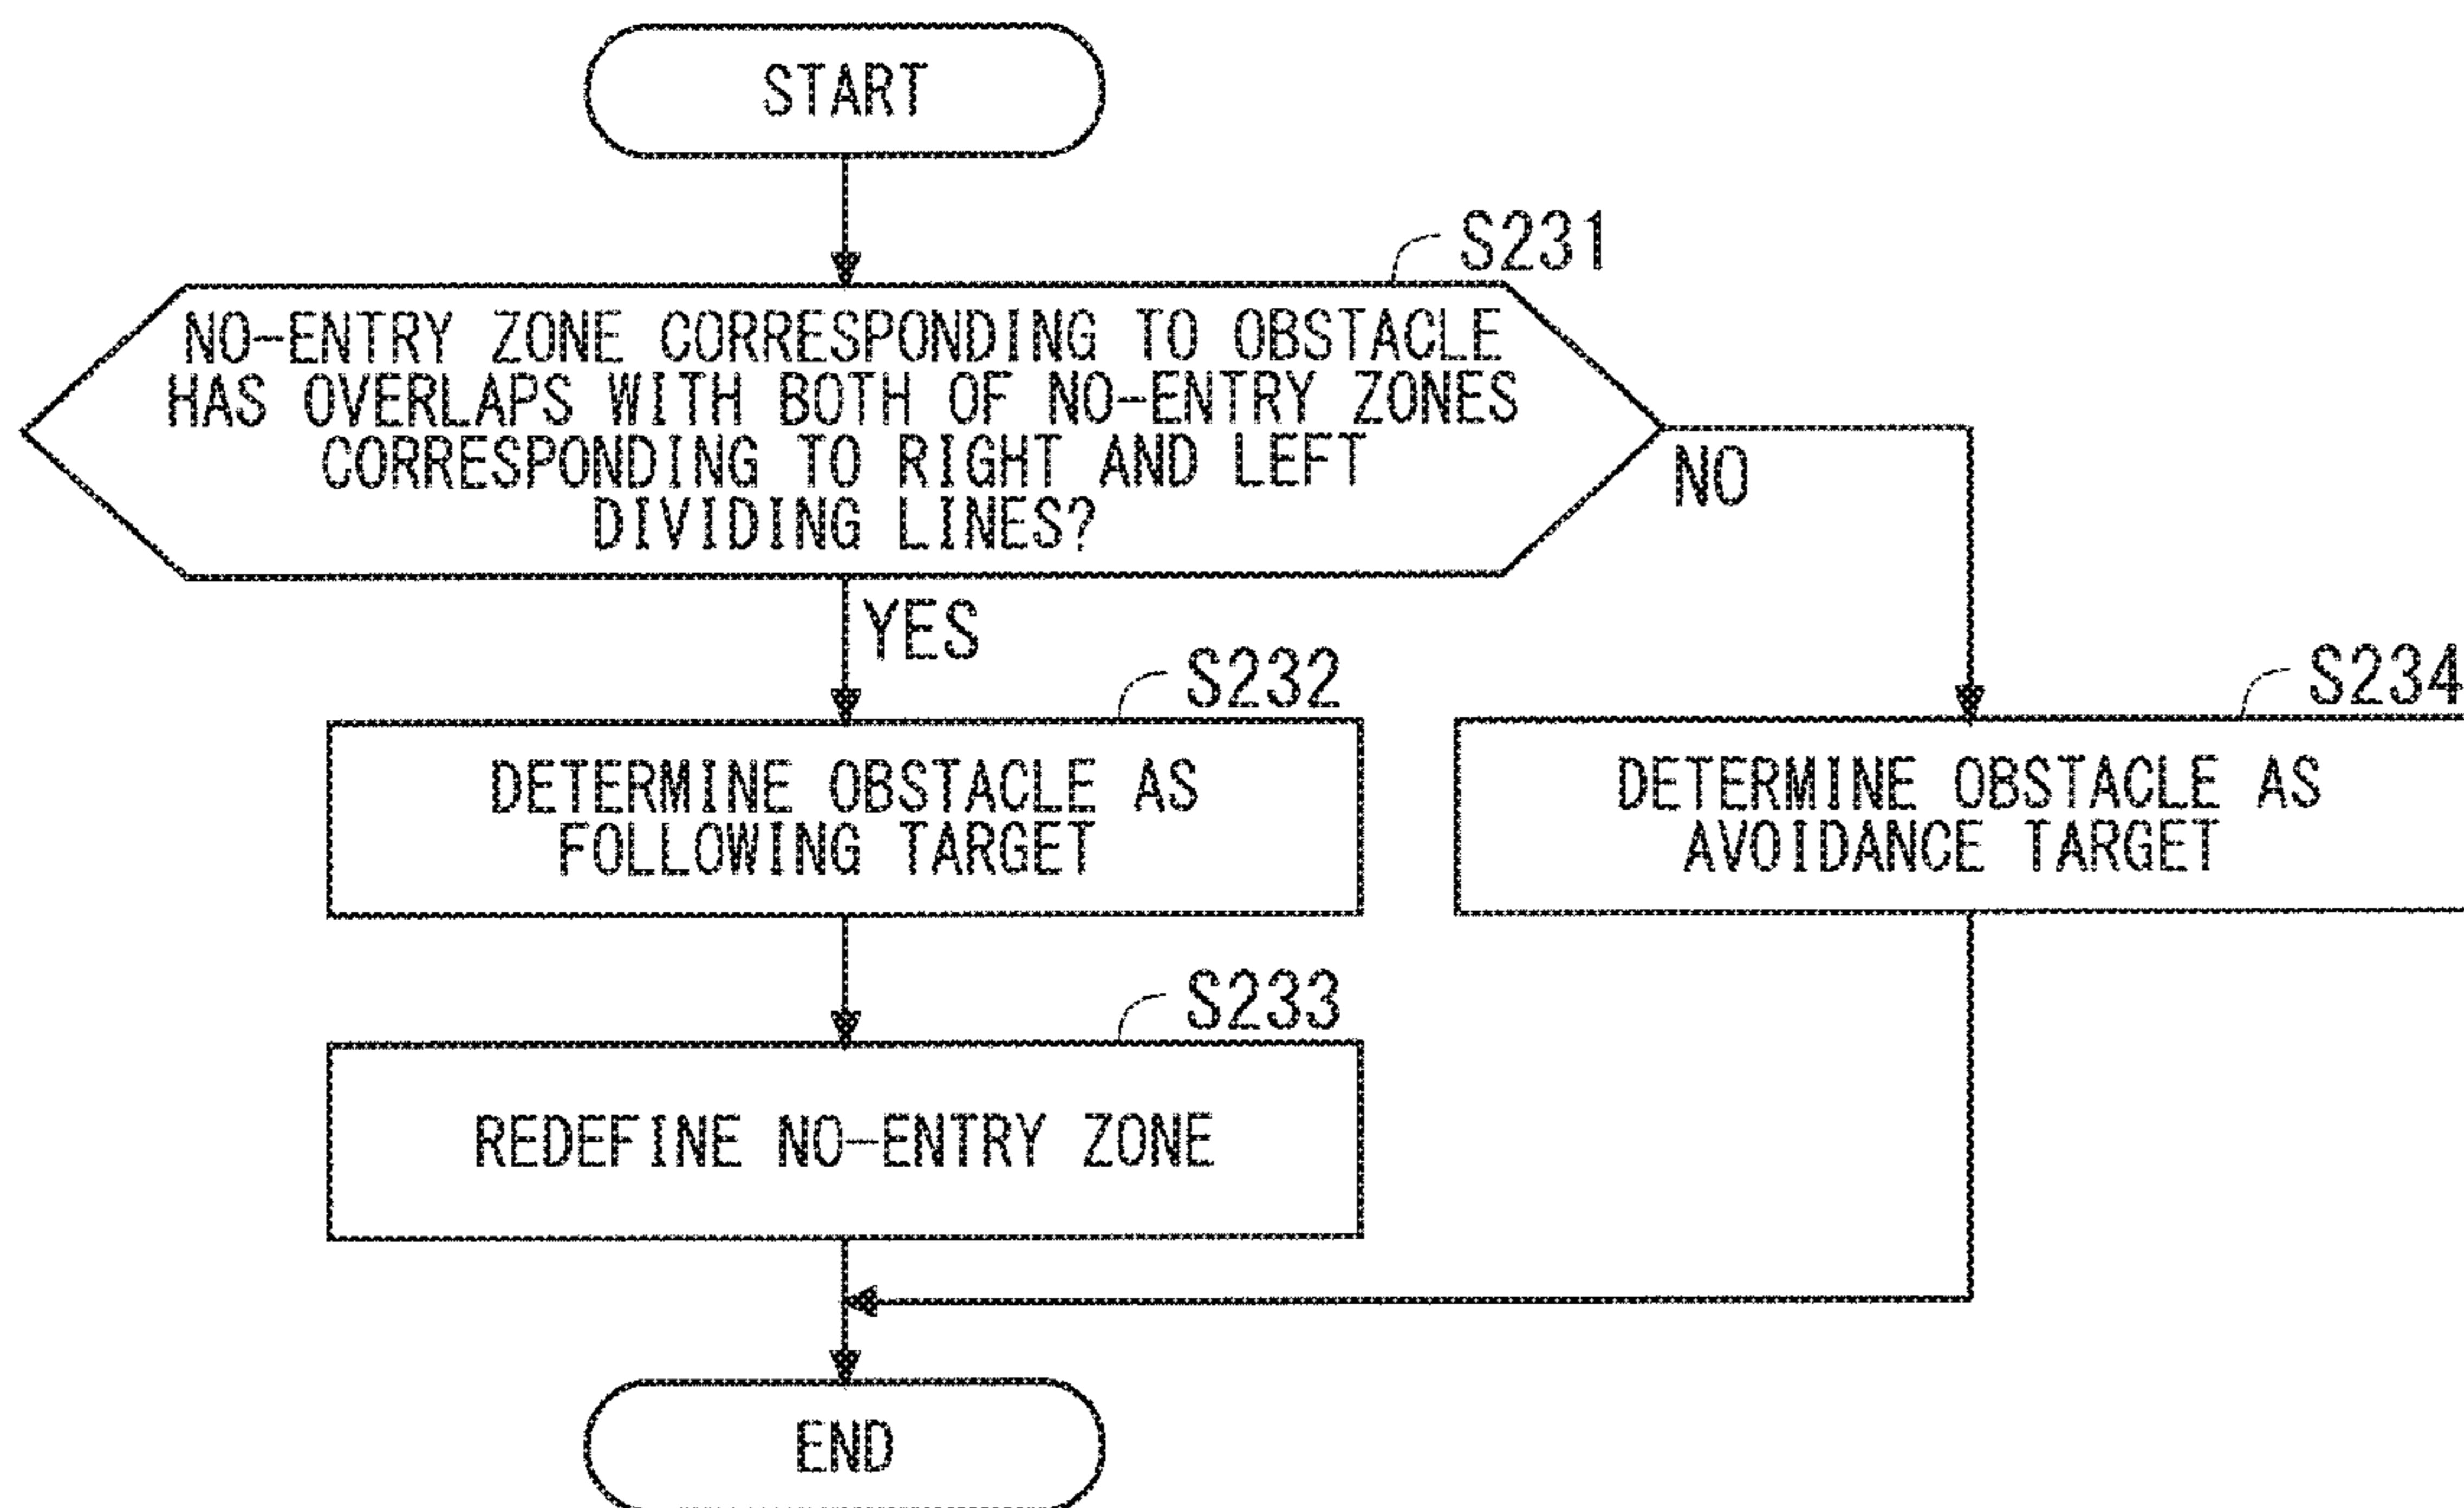 START
S231
NO-ENTRY ZONE CORRESPONDING TO OBSTACLE
HAS OVERLAPS WITH BOTH OF NO-ENTRY ZONES
CORRESPONDING TO RIGHT AND LEFT
DIVIDING LINES?
NO
YES
S232
DETERMINE OBSTACLE AS
FOLLOWING TARGET
S234
DETERMINE OBSTACLE AS
AVOIDANCE TARGET
S233
REDEFINE NO-ENTRY ZONE
END